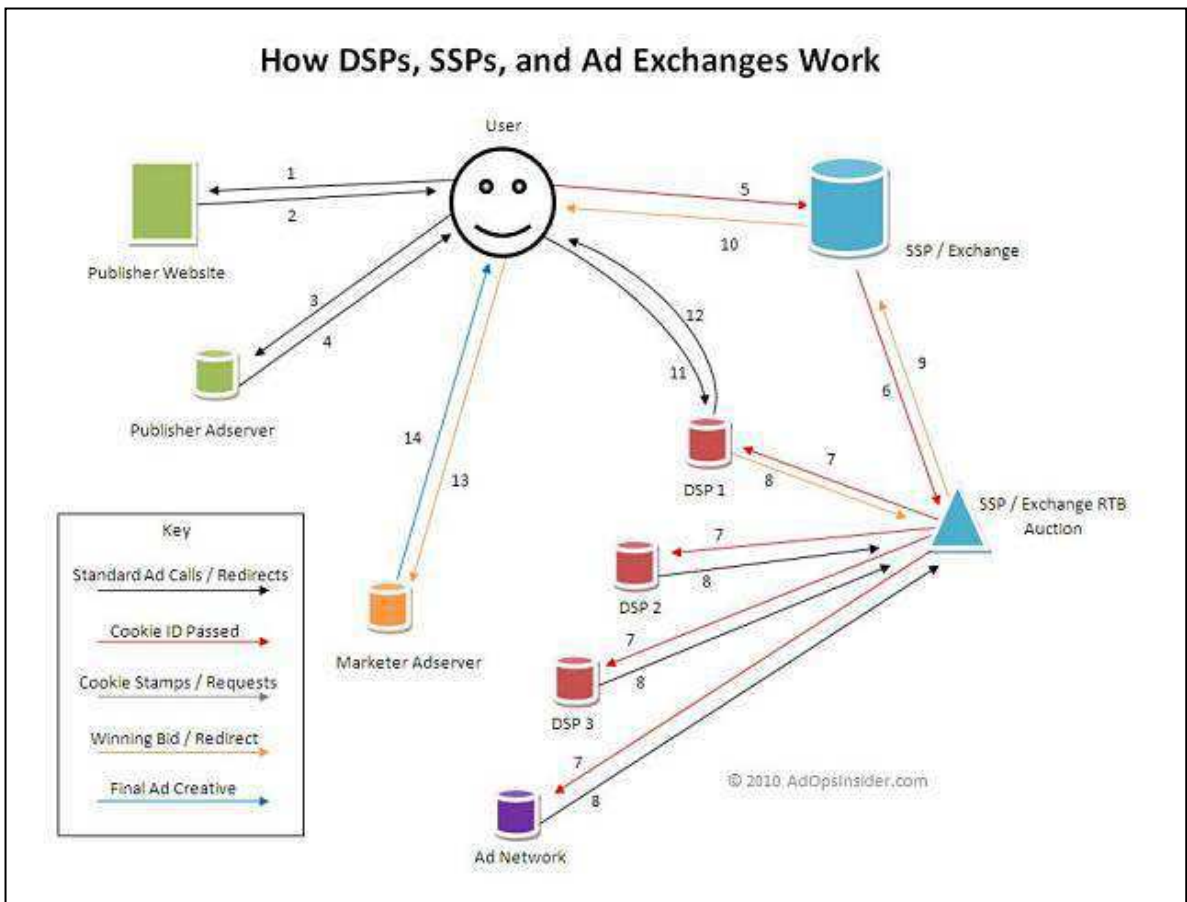 How DSPs, SSPs, and Ad Exchanges Work
User
1
2
5
10
Publisher Website
SSP / Exchange
3
4
12
11
9
6
Publisher Adserver
14
13
7
8
DSP 1
SSP / Exchange RTB
Auction
7
8
DSP 2
Marketer Adserver
7
8
DSP 3
7
8
Ad Network
Key
Standard Ad Calls / Redirects
Cookie ID Passed
Cookie Stamps / Requests
Winning Bid / Redirect
Final Ad Creative
© 2010 AdOpsInsider.com